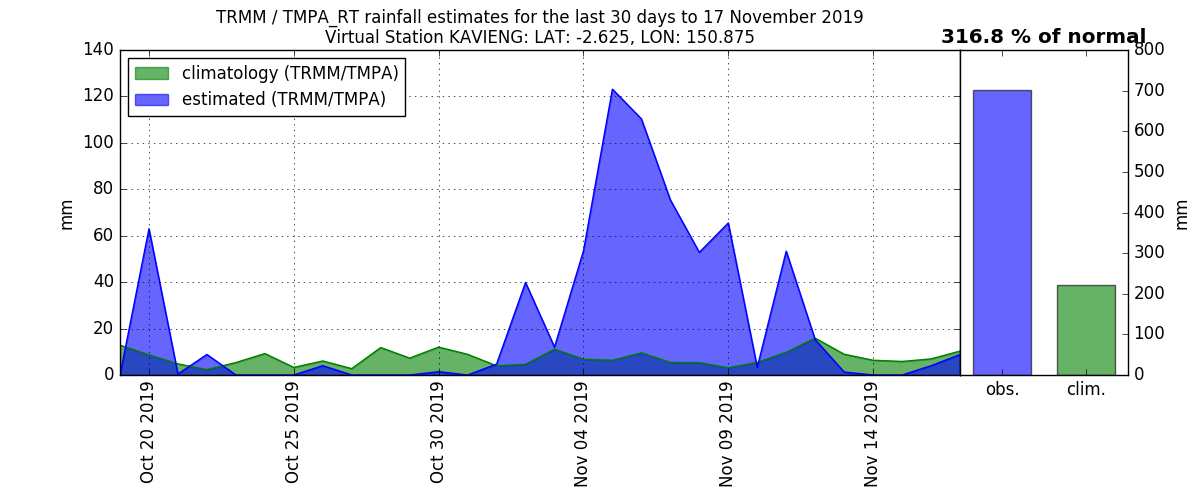 TRMM / TMPA_RT rainfall estimates for the last 30 days to 17 November 2019
Virtual Station KAVIENG: LAT: -2.625, LON: 150.875
316.8 % of normal
climatology (TRMM/TMPA)
estimated (TRMM/TMPA)
140
120
100
80
60
40
20
0
mm
Oct 20 2019
Oct 25 2019
Oct 30 2019
Nov 04 2019
Nov 09 2019
Nov 14 2019
800
700
600
500
400
300
200
100
0
mm
obs.
clim.